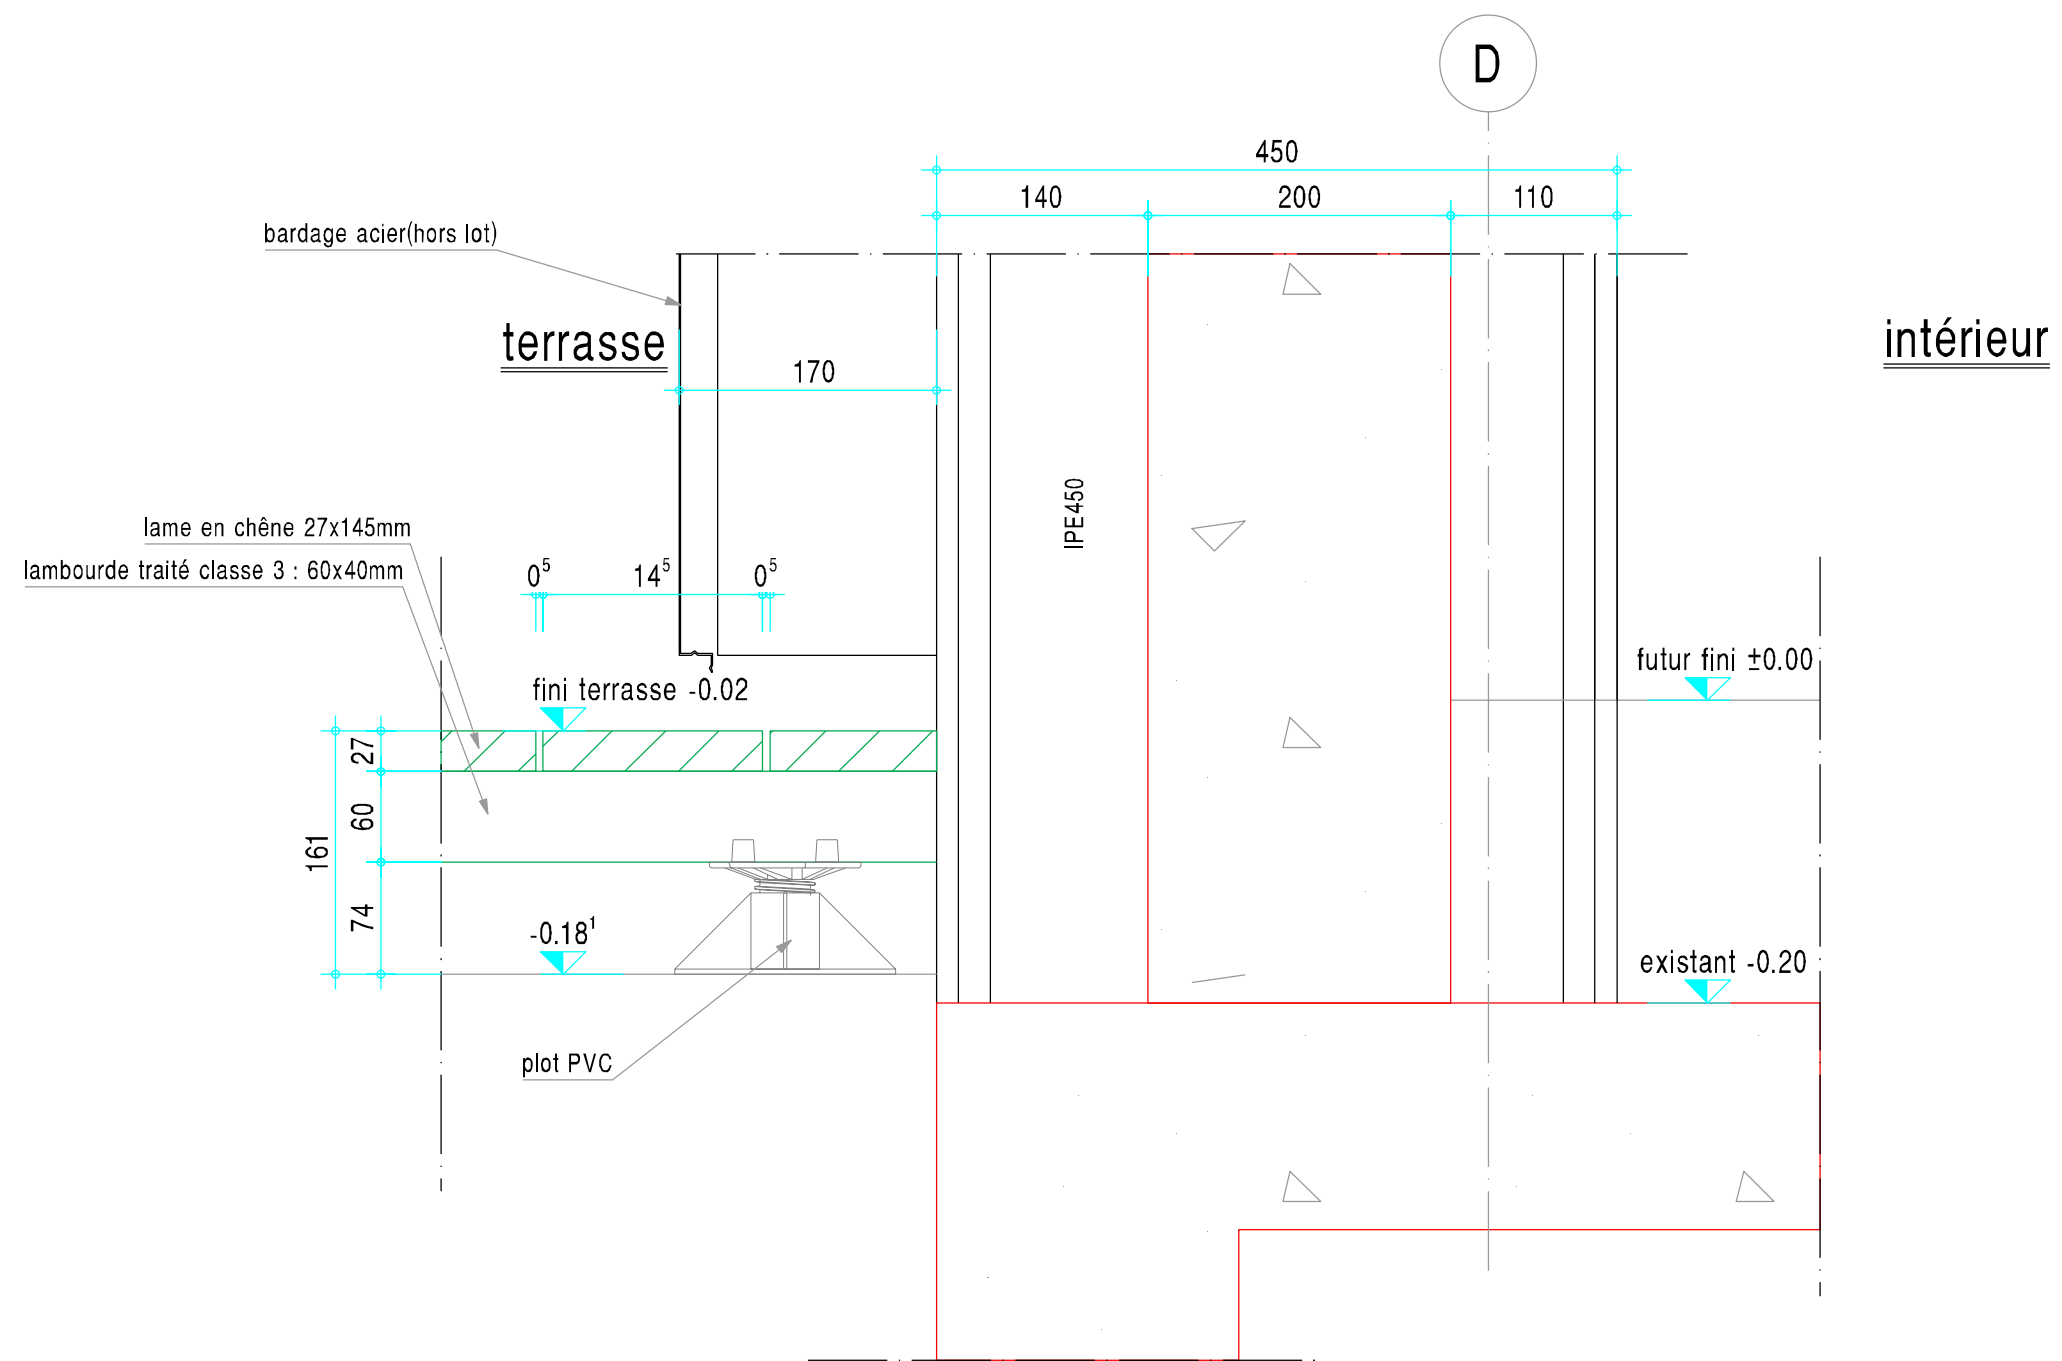 D
450
140 200 110
bardage acier(hors lot)
terrasse
intérieur
170
IPE450
lame en chêne 27x145mm
lambourde traité classe 3 : 60x40mm
0⁵ 14⁵ 0⁵
futur fini ±0.00
fini terrasse -0.02
27
60
161
74
-0.18¹
existant -0.20
plot PVC